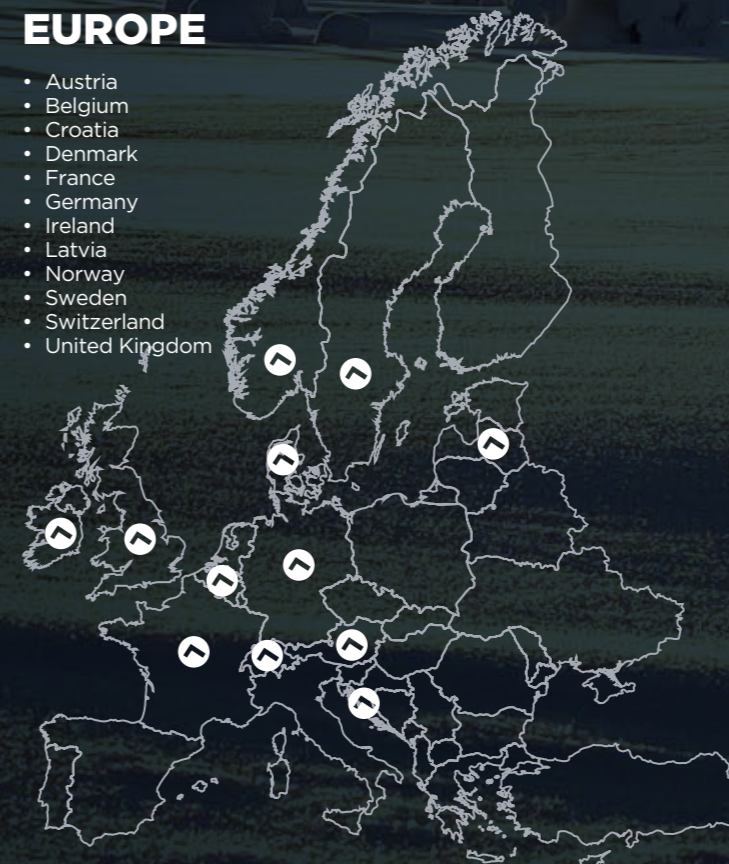 EUROPE
• Austria
• Belgium
• Croatia
• Denmark
• France
• Germany
• Ireland
• Latvia
• Norway
• Sweden
• Switzerland
• United Kingdom